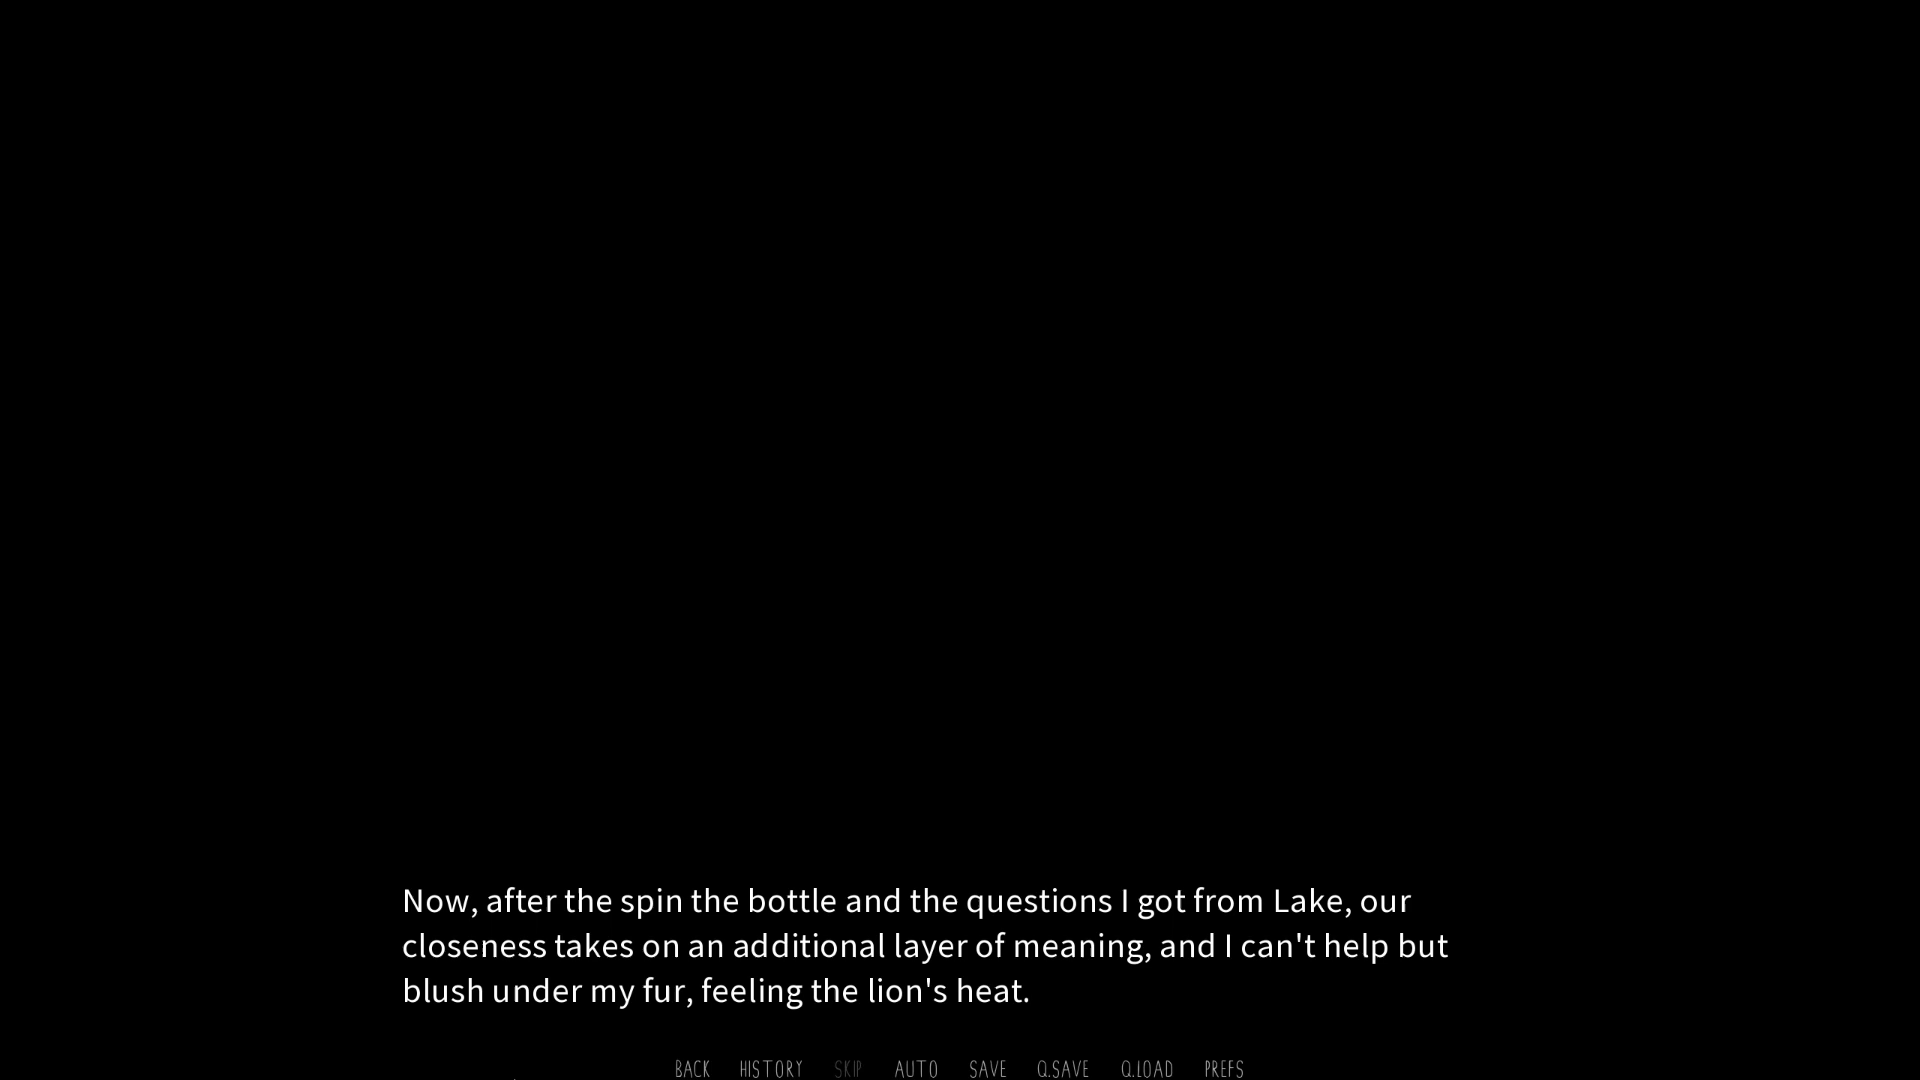 Now, after the spin the bottle and the questions I got from Lake, our
closeness takes on an additional layer of meaning, and I can't help but
blush under my fur, feeling the lion's heat.
BACK HISTORY SKIP AUTO SAVE Q.SAVE Q.LOAD PREFS